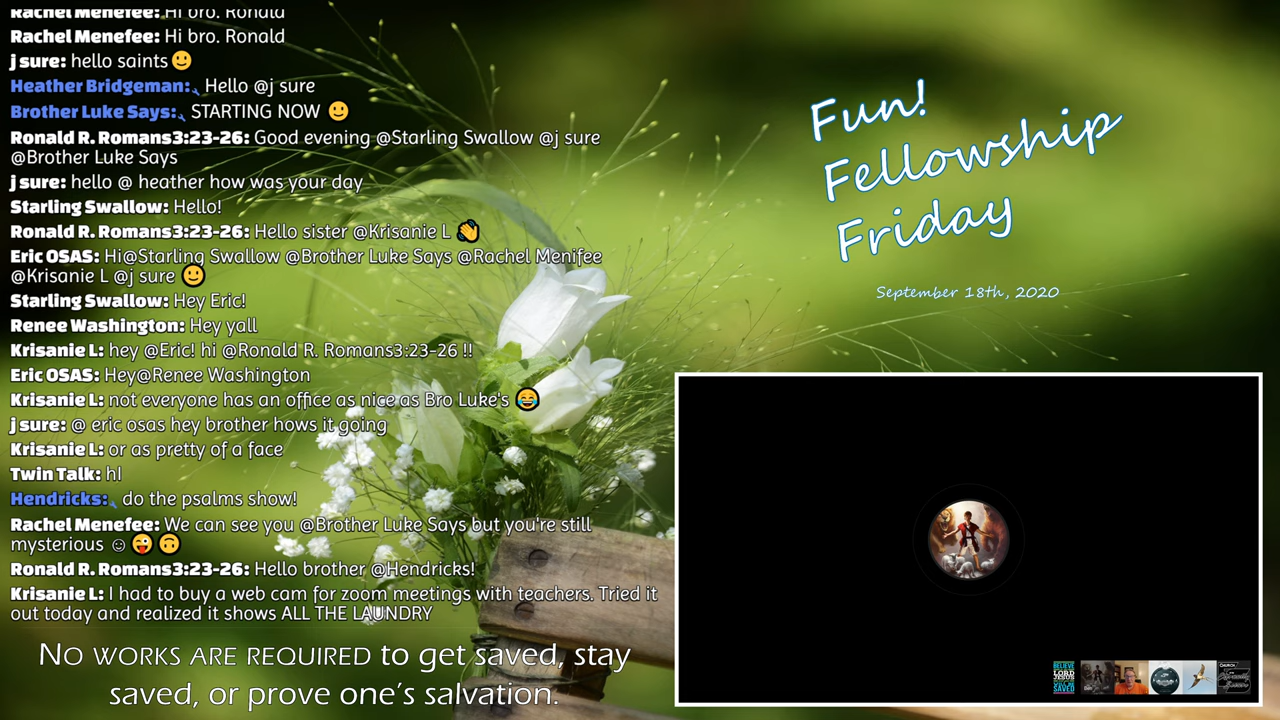 Rachel Menefee: Hi bro. Ronald
Rachel Menefee: Hi bro. Ronald
j sure: hello saints🙂
Heather Bridgeman: Hello @j sure
Brother Luke Says: STARTING NOW 🙂
Ronald R. Romans3:23-26: Good evening @Starling Swallow @j sure
@Brother Luke Says
j sure: hello @ heather how was your day
Starling Swallow: Hello!
Ronald R. Romans3:23-26: Hello sister @Krisanie L 👋
Eric OSAS: Hi@Starling Swallow @Brother Luke Says @Rachel Menifee
@Krisanie L @j sure 🙂
Starling Swallow: Hey Eric!
Renee Washington: Hey yall
Krisanie L: hey @Eric! hi @Ronald R. Romans3:23-26 !!
Eric OSAS: Hey@Renee Washington
Krisanie L: not everyone has an office as nice as Bro Luke's 😂
j sure: @ eric osas hey brother hows it going
Krisanie L: or as pretty of a face
Twin Talk: hI
Hendricks: do the psalms show!
Rachel Menefee: We can see you @Brother Luke Says but you're still
mysterious ☺😜🙃
Ronald R. Romans3:23-26: Hello brother @Hendricks!
Krisanie L: I had to buy a web cam for zoom meetings with teachers. Tried it
out today and realized it shows ALL THE LAUNDRY
NO WORKS ARE REQUIRED to get saved, stay
saved, or prove one's salvation.
Fun!
Fellowship
Friday
September 18th, 2020
BELIEVE
LORD
JESUS
SAVED
CHURCH